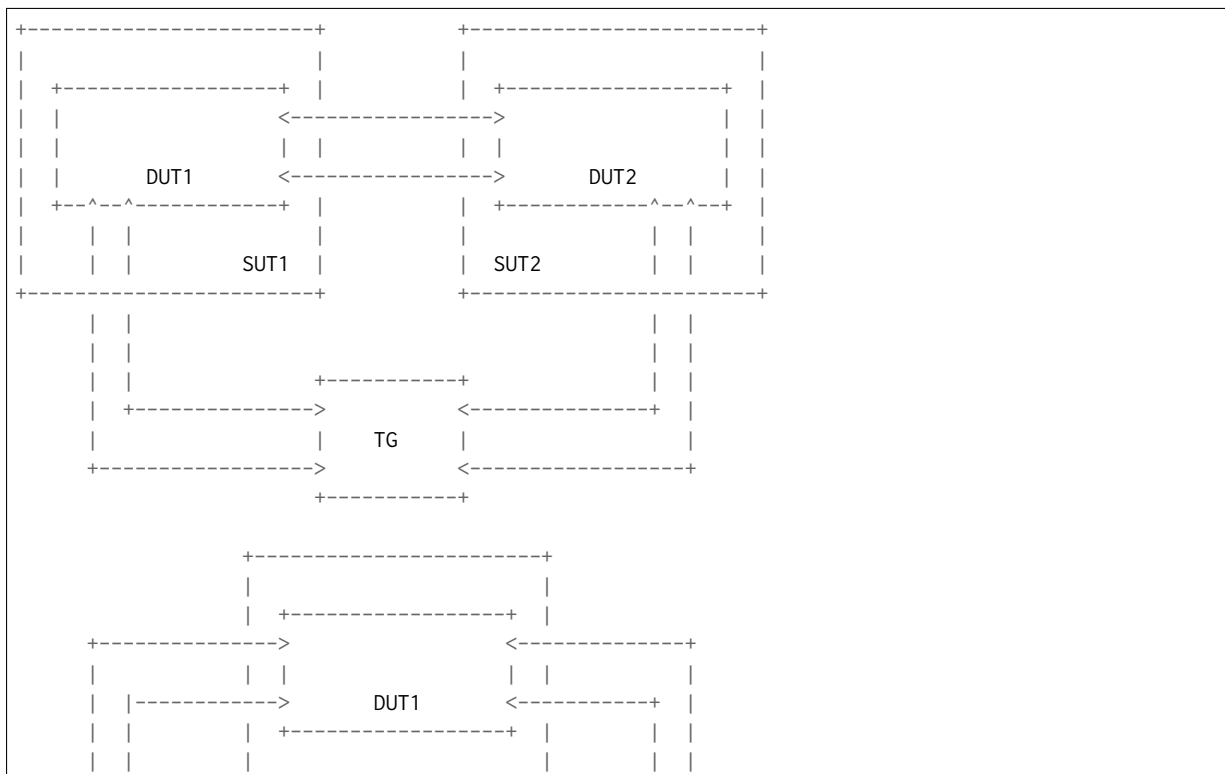 +-------------------------+           +-------------------------+
|                         |           |                         |
|  +-------------------+  |           |  +-------------------+  |
|  |                   <----------------->                   |  |
|  |                   |  |           |  |                   |  |
|  |       DUT1        <----------------->       DUT2        |  |
|  +--^--^-------------+  |           |  +-------------^--^--+  |
|     |  |                |           |                |  |     |
|     |  |         SUT1   |           |  SUT2          |  |     |
+-------------------------+           +-------------------------+
      |  |                                            |  |
      |  |                                            |  |
      |  |                +-----------+                |  |
      |  +---------------->           <----------------+  |
      |                   |    TG     |                   |
      +------------------->           <-------------------+
                          +-----------+
                    +-------------------------+
                    |                         |
                    |  +------------------+  |
      +---------------->                  <--------------+
      |             |  |                  |  |           |
      |  |------------>       DUT1        <-----------+  |
      |  |          |  +------------------+  |        |  |
      |  |          |                        |        |  |